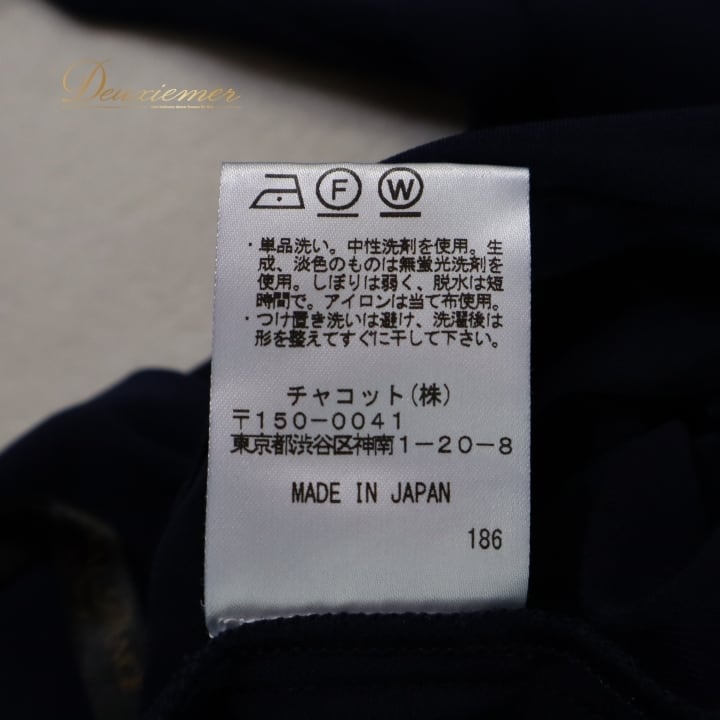 Deuxiemer
F W
・単品洗い。中性洗剤を使用。生
成、淡色のものは無蛍光洗剤を
使用。しぼりは弱く、脱水は短
時間で。アイロンは当て布使用。
・つけ置き洗いは避け、洗濯後は
形を整えてすぐに干して下さい。
チャコット(株)
〒150-0041
東京都渋谷区神南1-20-8
MADE IN JAPAN
186